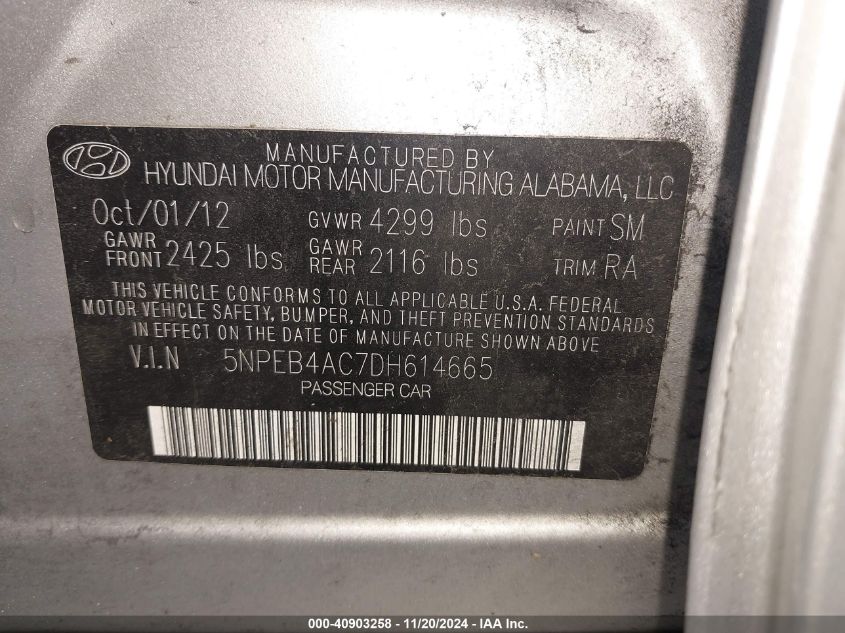 MANUFACTURED BY
HYUNDAI MOTOR MANUFACTURING ALABAMA, LLC
Oct/01/12 GVWR 4299 lbs PAINT SM
GAWR FRONT 2425 lbs GAWR REAR 2116 lbs TRIM RA
THIS VEHICLE CONFORMS TO ALL APPLICABLE U.S.A. FEDERAL
MOTOR VEHICLE SAFETY, BUMPER, AND THEFT PREVENTION STANDARDS
IN EFFECT ON THE DATE OF MANUFACTURE SHOWN ABOVE.
V.I.N 5NPEB4AC7DH614665
PASSENGER CAR
000-40903258 - 11/20/2024 - IAA Inc.